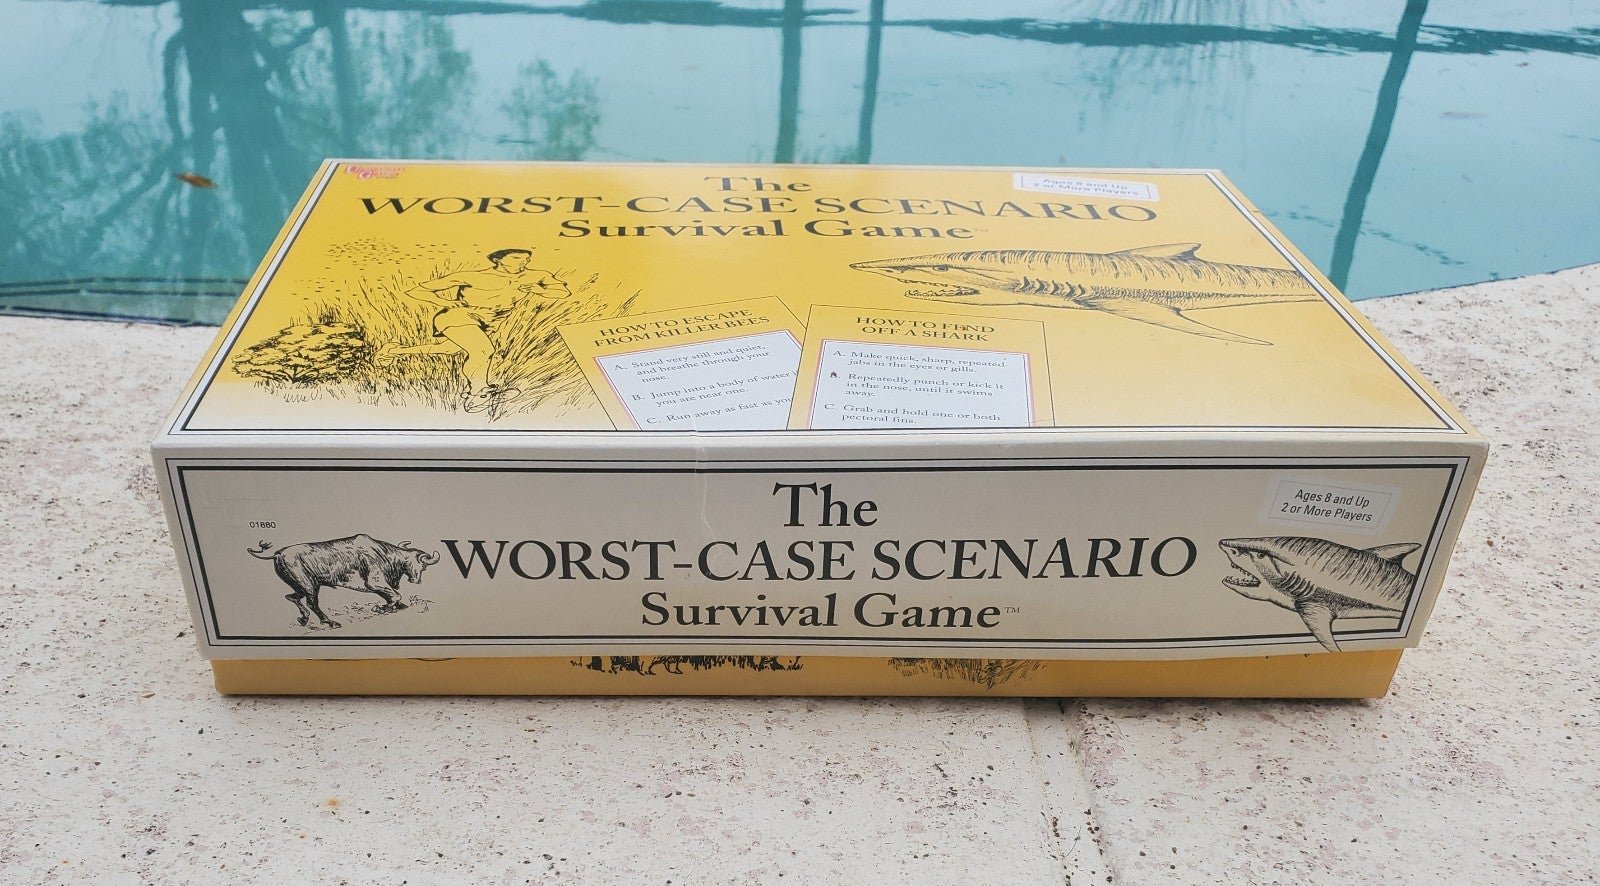 University
Games
The
WORST-CASE SCENARIO
Survival Game™
Ages 8 and Up
2 or More Players
HOW TO ESCAPE
FROM KILLER BEES
A. Stand very still and quiet,
and breathe through your
nose.
B. Jump into a body of water
you are near one.
C. Run away as fast as you
HOW TO FEND
OFF A SHARK
A. Make quick, sharp, repeated
jabs in the eyes or gills.
B. Repeatedly punch or kick it
in the nose, until it swims
away.
C. Grab and hold one or both
pectoral fins.
01880
The
WORST-CASE SCENARIO
Survival Game™
Ages 8 and Up
2 or More Players